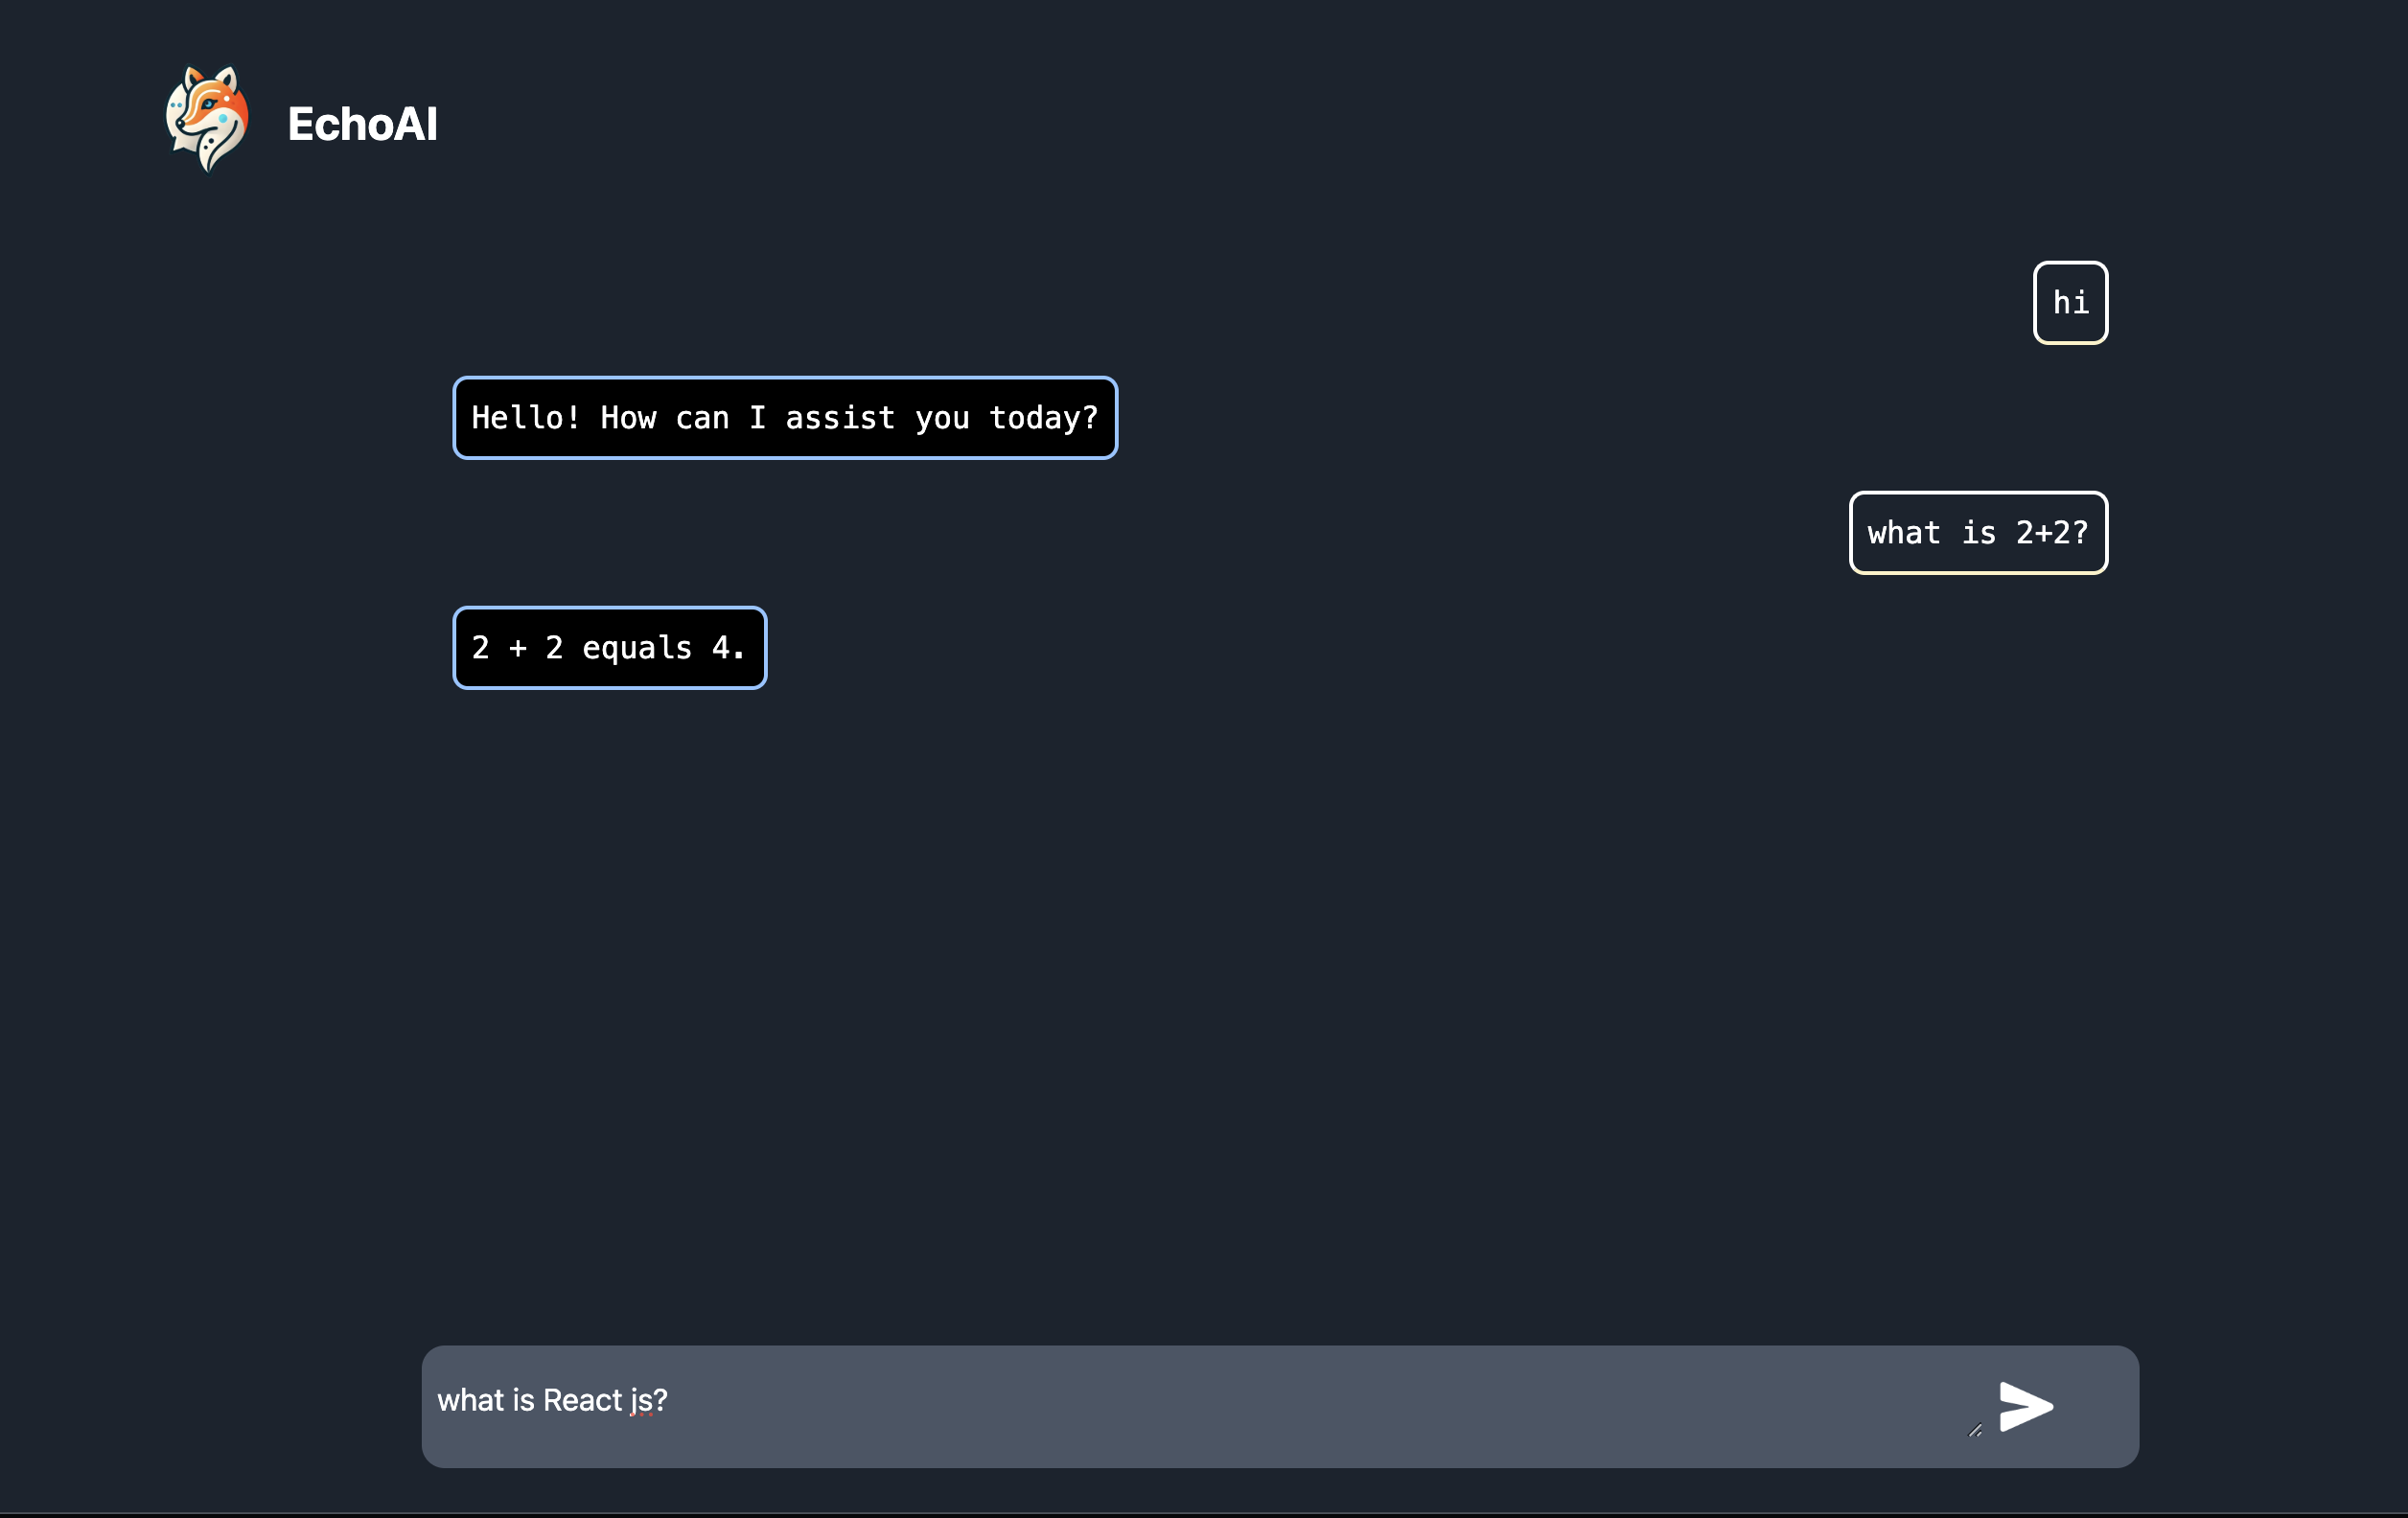 EchoAI
hi
Hello! How can I assist you today?
what is 2+2?
2 + 2 equals 4.
what is React js?